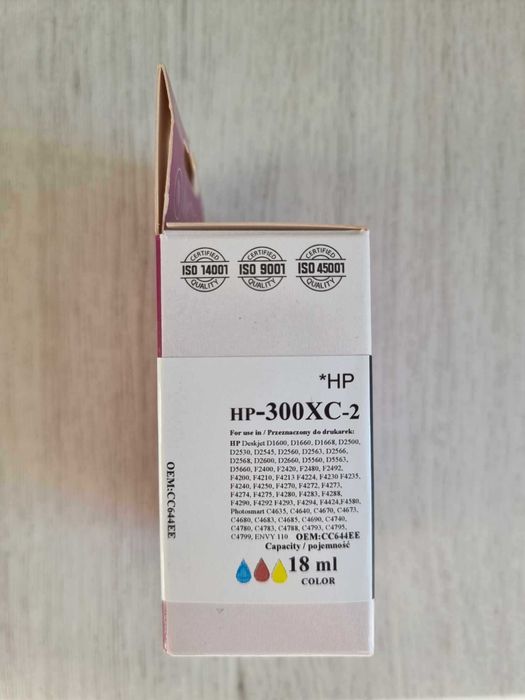 CERTIFIED
ISO 14001
QUALITY
CERTIFIED
ISO 9001
QUALITY
CERTIFIED
ISO 45001
QUALITY
*HP
HP-300XC-2
For use in / Przeznaczony do drukarek:
HP Deskjet D1600, D1660, D1668, D2500,
D2530, D2545, D2560, D2563, D2566,
D2568, D2600, D2660, D5560, D5563,
D5660, F2400, F2420, F2480, F2492,
F4200, F4210, F4213 F4224, F4230 F4235,
F4240, F4250, F4270, F4272, F4273,
F4274, F4275, F4280, F4283, F4288,
F4290, F4292 F4293, F4294, F4424,F4580,
Photosmart C4635, C4640, C4670, C4673,
C4680, C4683, C4685, C4690, C4740,
C4780, C4783, C4788, C4793, C4795,
C4799, ENVY 110 OEM:CC644EE
Capacity / pojemność
18 ml
COLOR
OEM:CC644EE